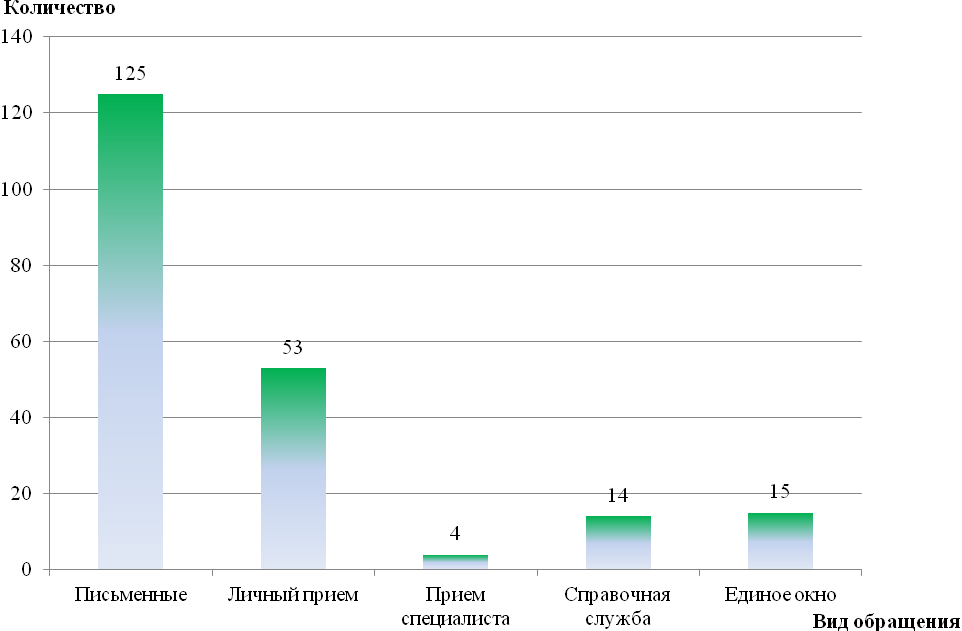 Количество
140
120
100
80
60
40
20
0
125
53
4
14
15
Письменные
Личный прием
Прием
специалиста
Справочная
служба
Единое окно
Вид обращения